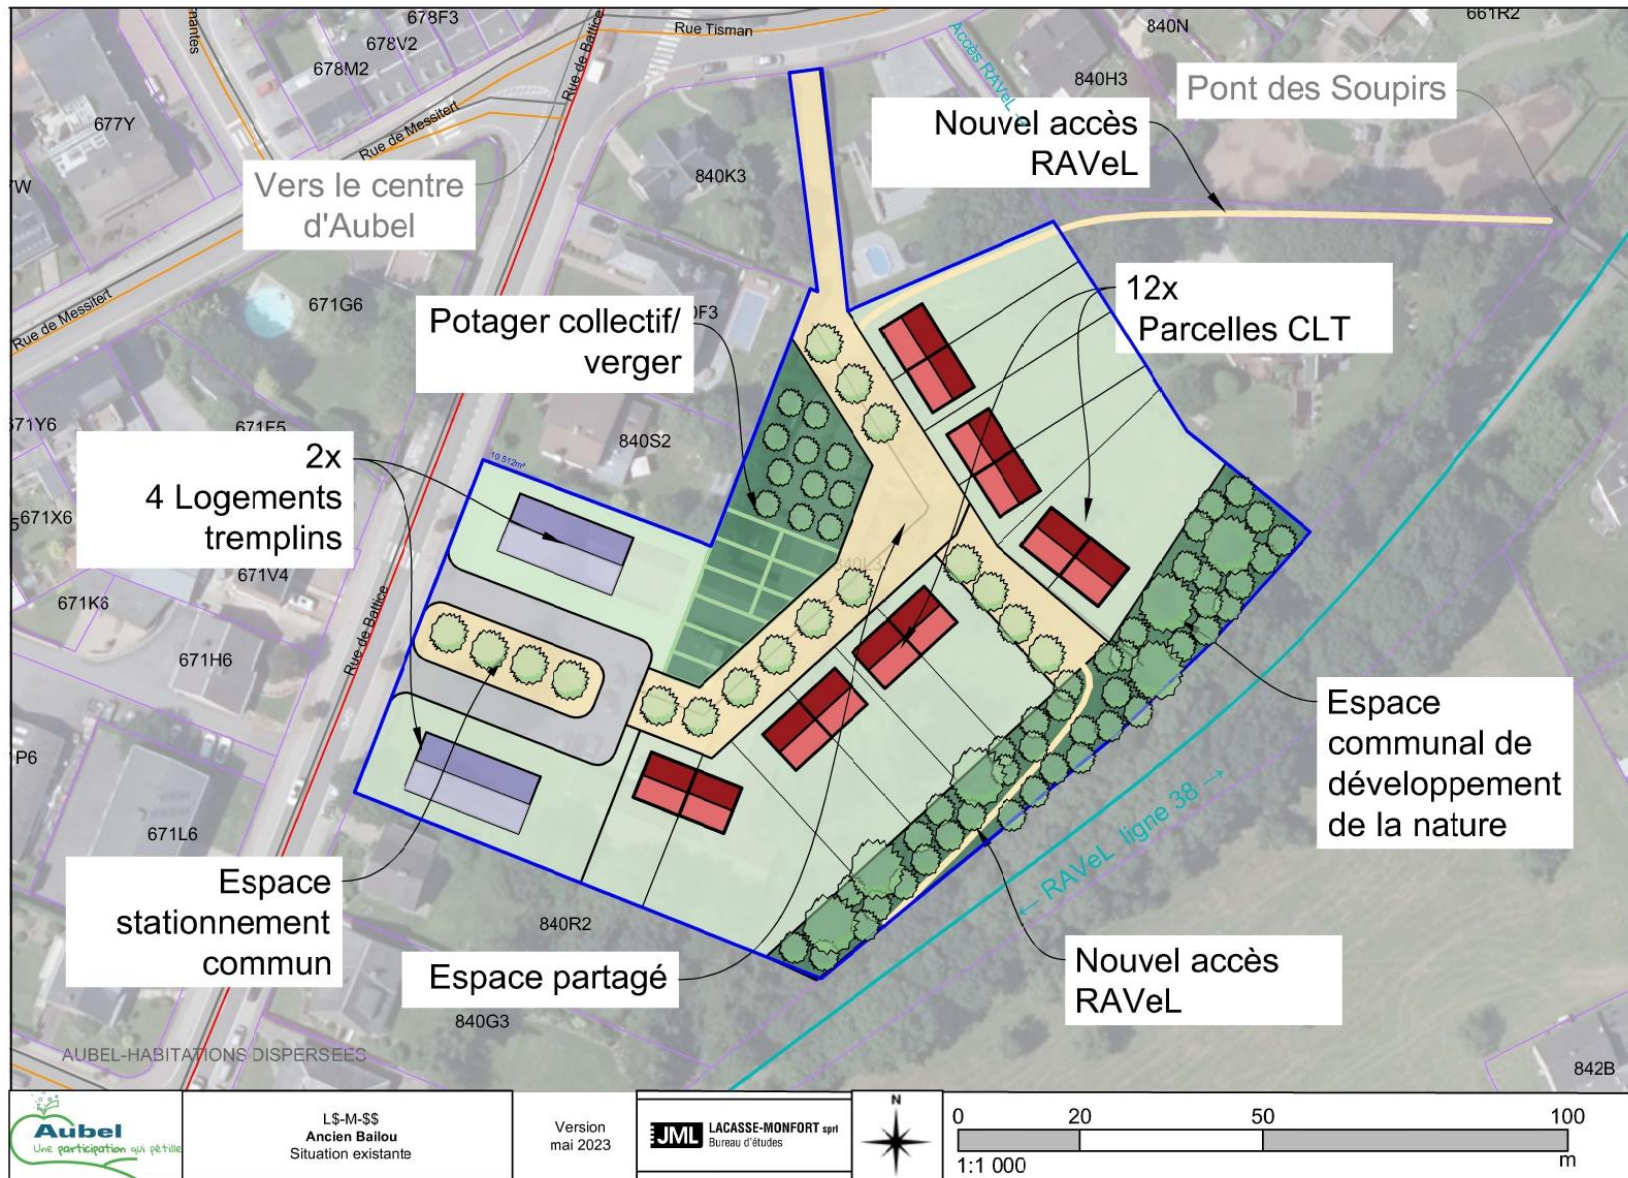 678F3
661R2
Rue Tisman
840N
678V2
678M2
Rue de Battice
Accès RAVeL →
840H3
Pont des Soupirs
677Y
Rue de Messitert
Nouvel accès
RAVeL
Vers le centre
d'Aubel
840K3
671G6
Rue de Messitert
12x
Parcelles CLT
Potager collectif/
verger
671Y6
671F5
840S2
10.512m²
2x
4 Logements
tremplins
671X6
671V4
840L3
671K6
671H6
Rue de Battice
Espace
communal de
développement
de la nature
P6
671L6
← RAVeL ligne 38 →
Espace
stationnement
commun
840R2
Espace partagé
Nouvel accès
RAVeL
840G3
AUBEL-HABITATIONS DISPERSEES
842B
Aubel
Une participation qui pétille
L$-M-$$
Ancien Bailou
Situation existante
Version
mai 2023
JML
LACASSE-MONFORT sprl
Bureau d'études
N
0 20 50 100
1:1 000
m